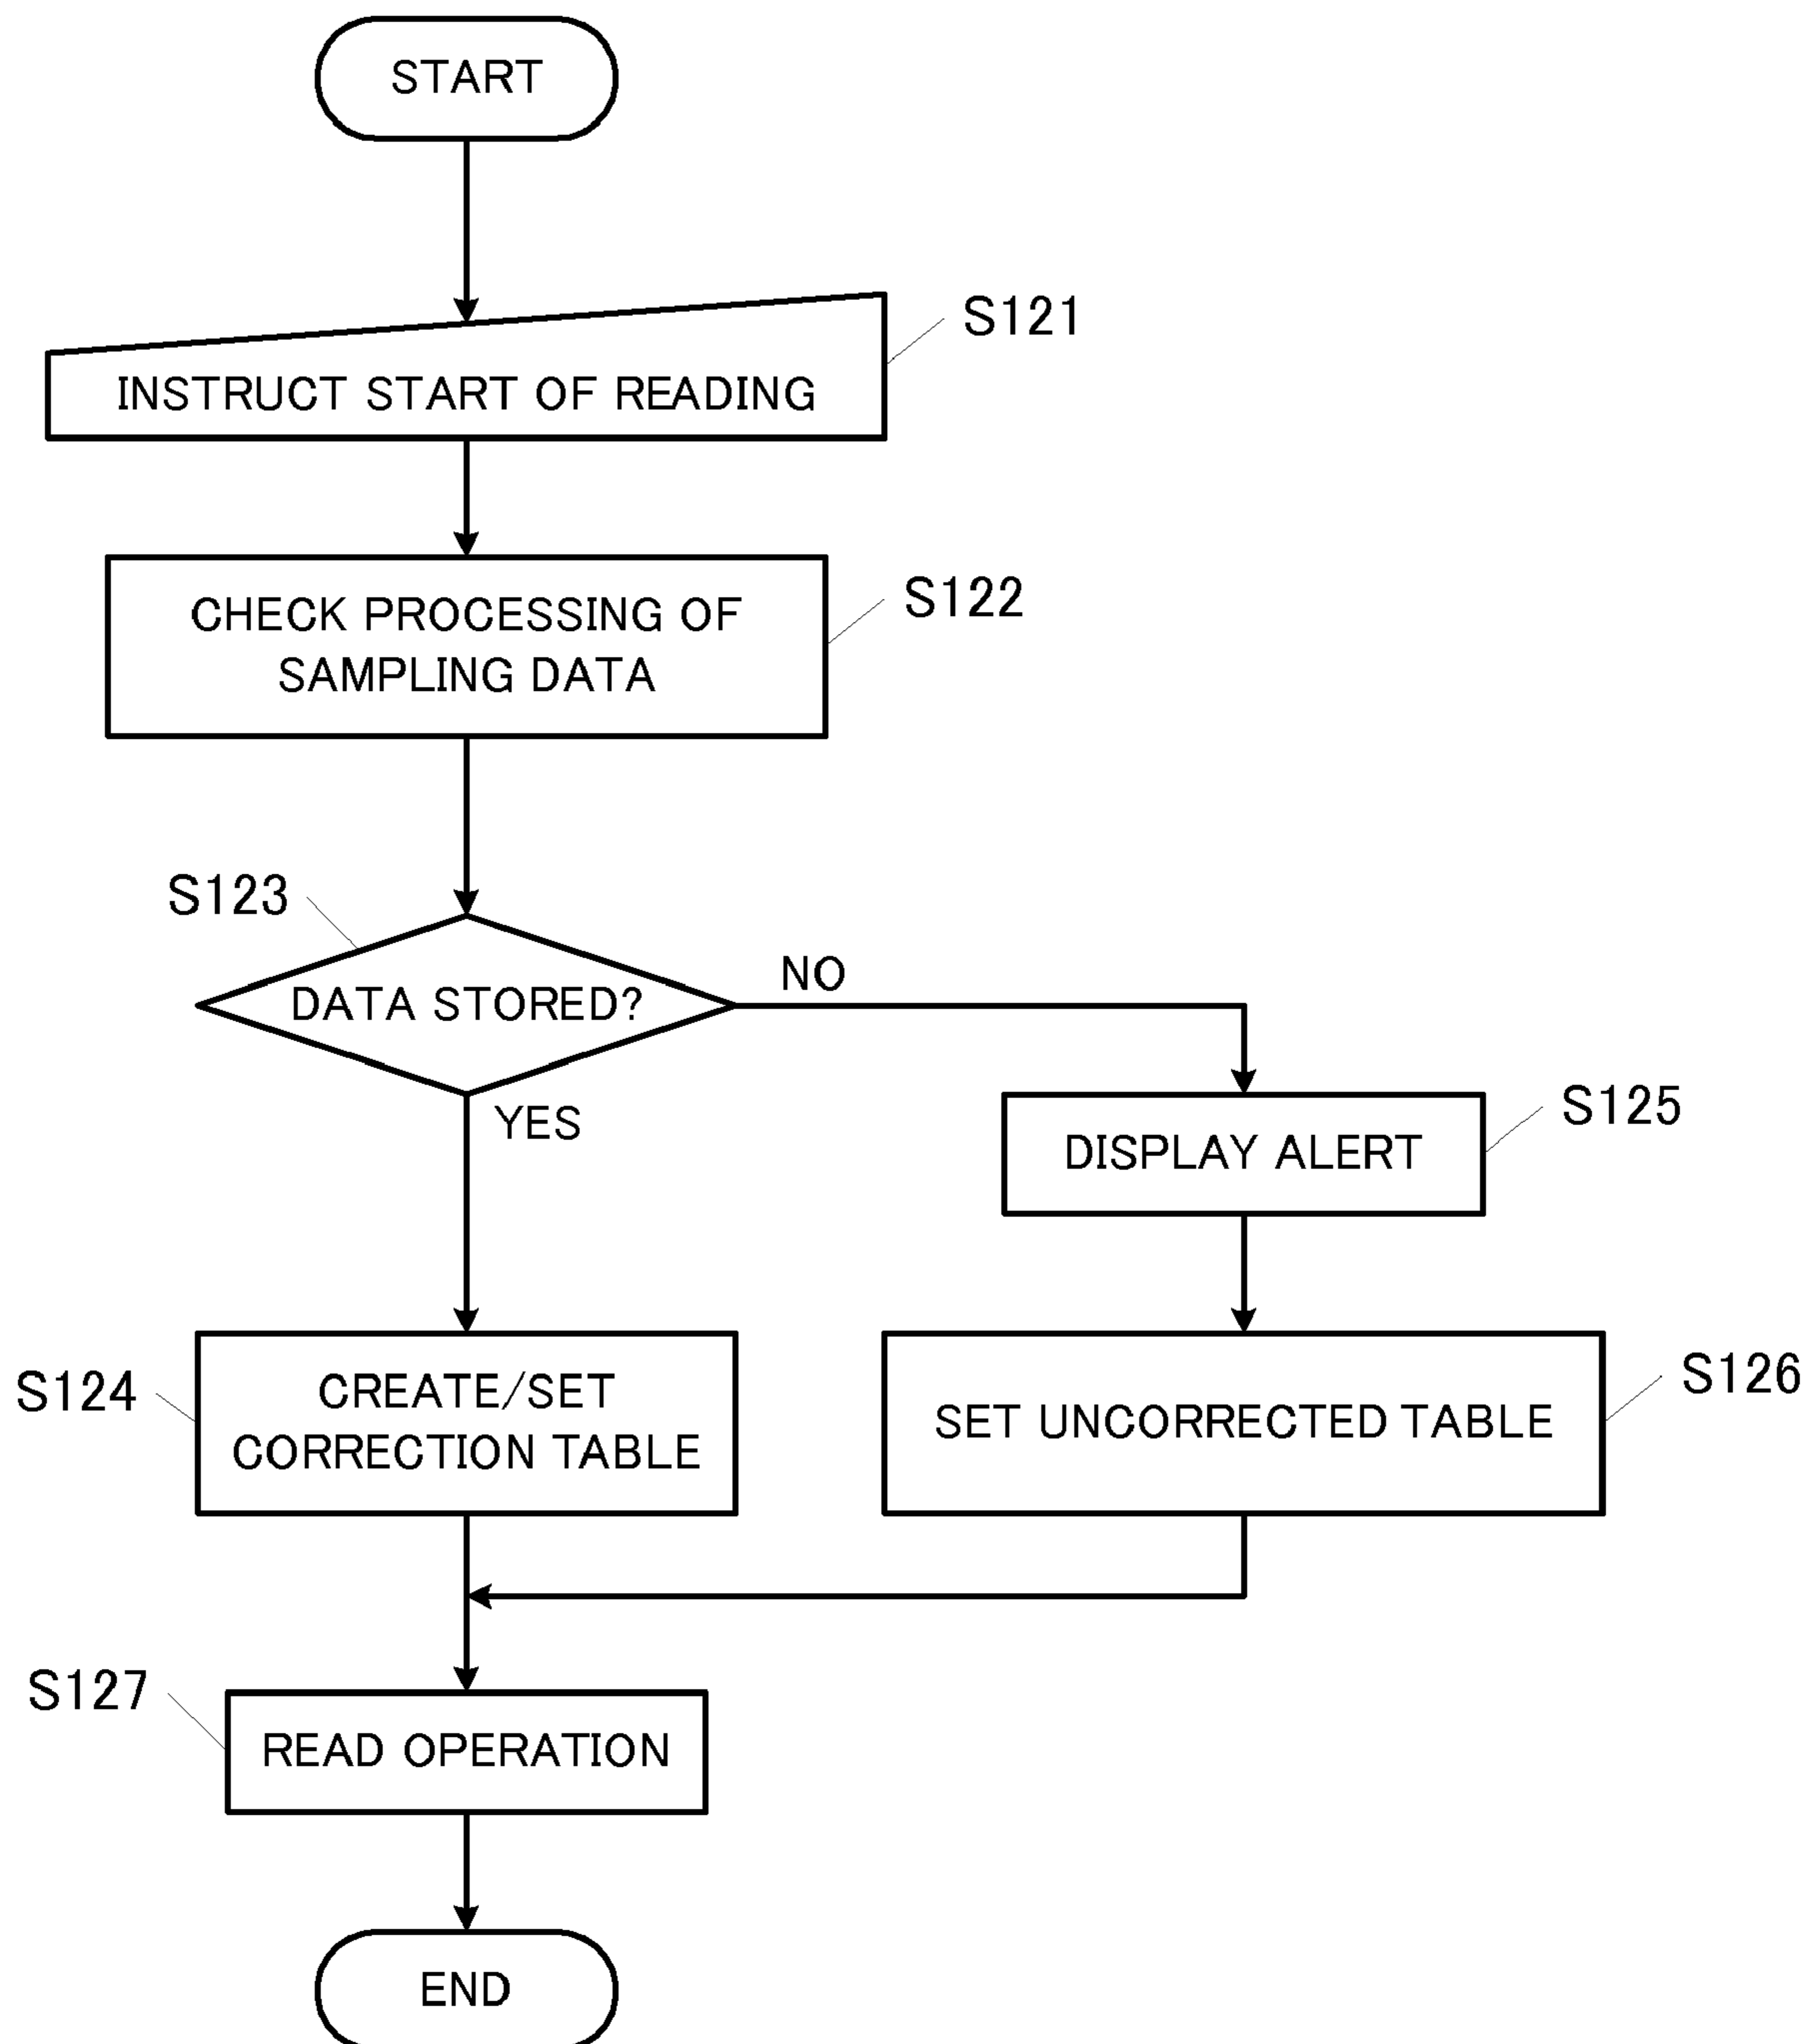 START
S121
INSTRUCT START OF READING
S122
CHECK PROCESSING OF
SAMPLING DATA
S123
DATA STORED?
NO
YES
S125
DISPLAY ALERT
S124
CREATE/SET
CORRECTION TABLE
S126
SET UNCORRECTED TABLE
S127
READ OPERATION
END